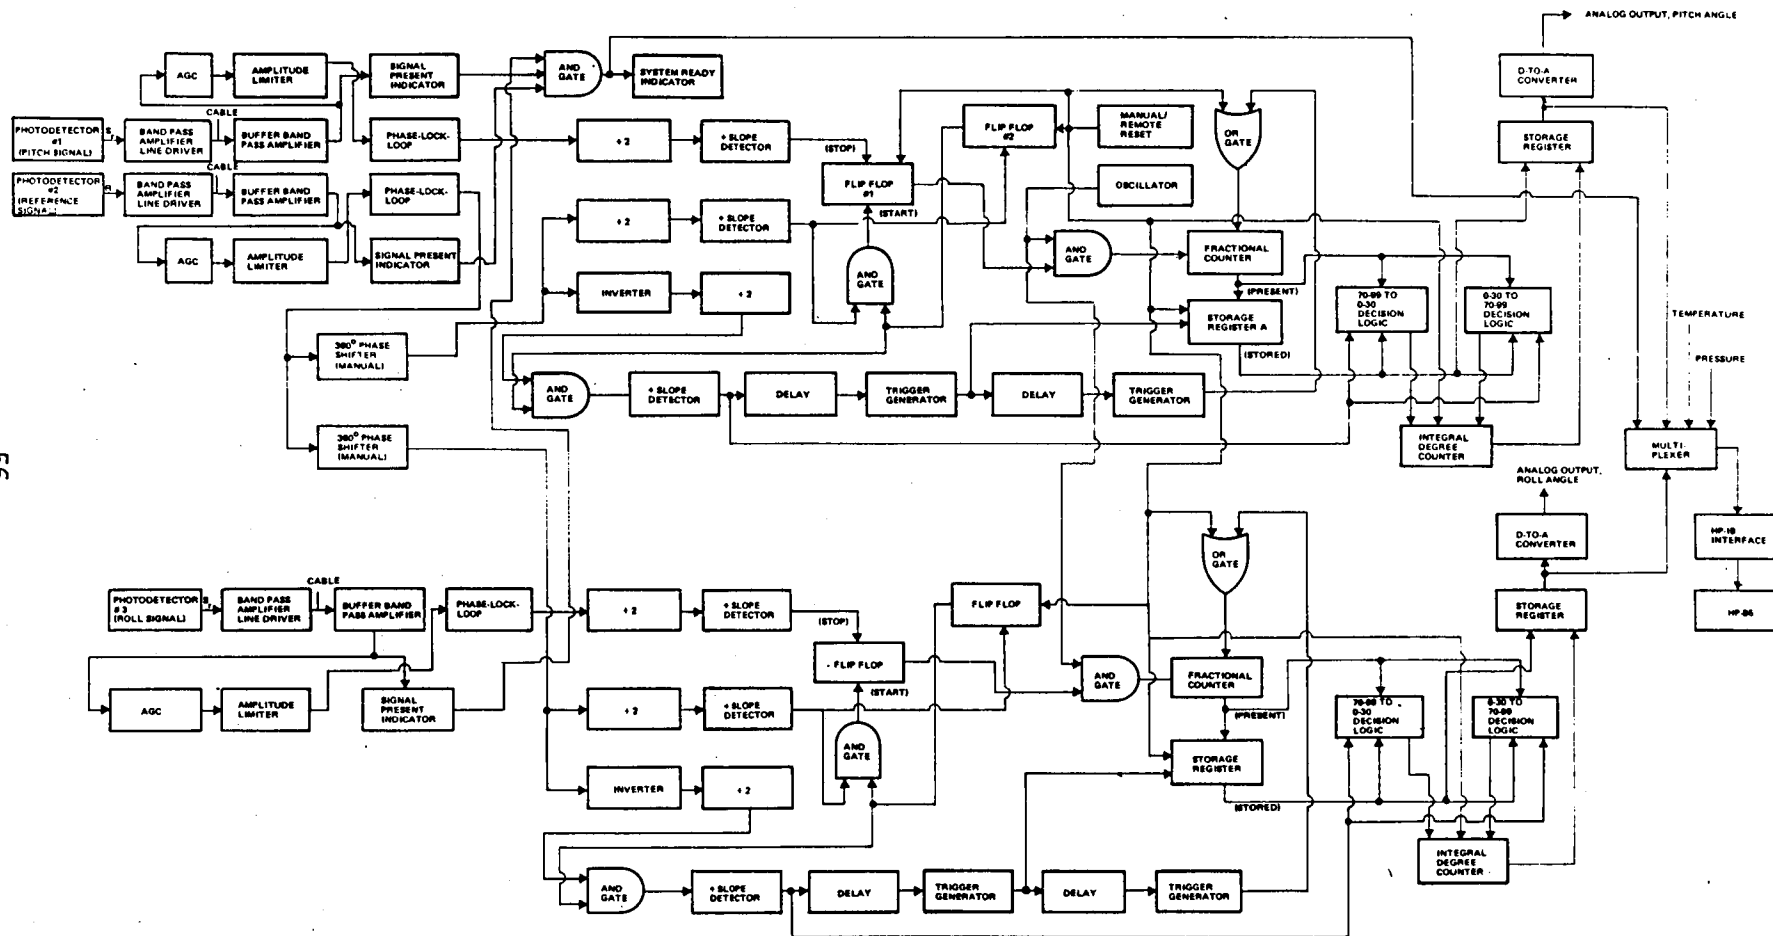 ANALOG OUTPUT, PITCH ANGLE
D-TO-A
CONVERTER
STORAGE
REGISTER
AGC
AMPLITUDE
LIMITER
SIGNAL
PRESENT
INDICATOR
AND
GATE
SYSTEM READY
INDICATOR
CABLE
PHOTODETECTOR
#1
(PITCH SIGNAL)
BAND PASS
AMPLIFIER
LINE DRIVER
BUFFER BAND
PASS AMPLIFIER
PHASE-LOCK-
LOOP
÷ 2
+ SLOPE
DETECTOR
(STOP)
FLIP FLOP
#2
MANUAL/
REMOTE
RESET
OR
GATE
CABLE
PHOTODETECTOR
#2
(REFERENCE
SIGNAL)
R
BAND PASS
AMPLIFIER
LINE DRIVER
BUFFER BAND
PASS AMPLIFIER
PHASE-LOCK-
LOOP
FLIP FLOP
#1
(START)
OSCILLATOR
÷ 2
+ SLOPE
DETECTOR
AGC
AMPLITUDE
LIMITER
SIGNAL PRESENT
INDICATOR
AND
GATE
AND
GATE
FRACTIONAL
COUNTER
(PRESENT)
INVERTER
÷ 2
STORAGE
REGISTER A
(STORED)
70-99 TO
0-30
DECISION
LOGIC
0-30 TO
70-99
DECISION
LOGIC
TEMPERATURE
PRESSURE
360° PHASE
SHIFTER
(MANUAL)
AND
GATE
+ SLOPE
DETECTOR
DELAY
TRIGGER
GENERATOR
DELAY
TRIGGER
GENERATOR
360° PHASE
SHIFTER
(MANUAL)
INTEGRAL
DEGREE
COUNTER
MULTI-
PLEXER
55
ANALOG OUTPUT,
ROLL ANGLE
D-TO-A
CONVERTER
HP-IB
INTERFACE
OR
GATE
CABLE
PHOTODETECTOR
#3
(ROLL SIGNAL)
BAND PASS
AMPLIFIER
LINE DRIVER
BUFFER BAND
PASS AMPLIFIER
PHASE-LOCK-
LOOP
÷ 2
+ SLOPE
DETECTOR
(STOP)
FLIP FLOP
STORAGE
REGISTER
FLIP FLOP
(START)
AND
GATE
FRACTIONAL
COUNTER
(PRESENT)
AGC
AMPLITUDE
LIMITER
SIGNAL
PRESENT
INDICATOR
÷ 2
+ SLOPE
DETECTOR
70-99 TO
0-30
DECISION
LOGIC
0-30 TO
70-99
DECISION
LOGIC
AND
GATE
STORAGE
REGISTER
(STORED)
INVERTER
÷ 2
INTEGRAL
DEGREE
COUNTER
AND
GATE
+ SLOPE
DETECTOR
DELAY
TRIGGER
GENERATOR
DELAY
TRIGGER
GENERATOR